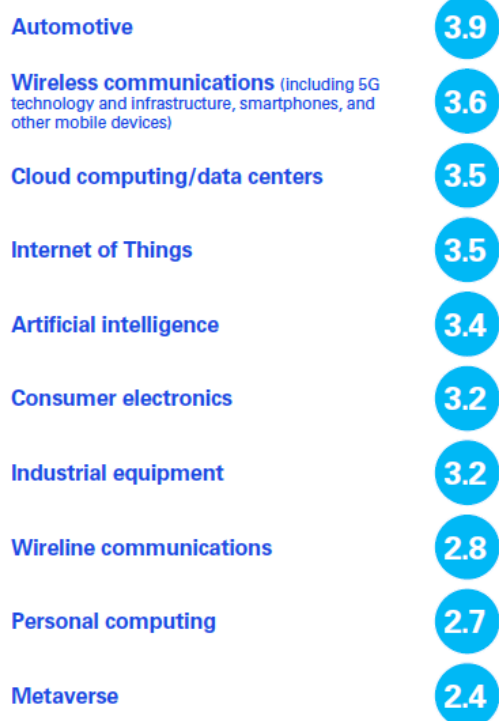 Automotive 3.9
Wireless communications (including 5G
technology and infrastructure, smartphones, and
other mobile devices) 3.6
Cloud computing/data centers 3.5
Internet of Things 3.5
Artificial intelligence 3.4
Consumer electronics 3.2
Industrial equipment 3.2
Wireline communications 2.8
Personal computing 2.7
Metaverse 2.4